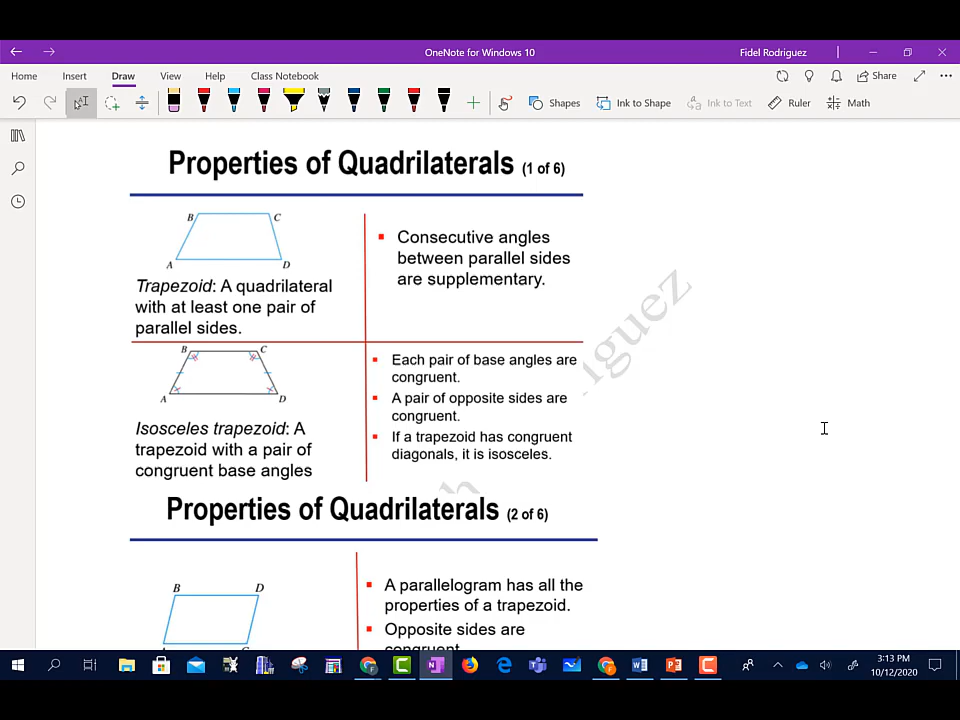 OneNote for Windows 10
Fidel Rodriguez
Home Insert Draw View Help Class Notebook
Share
Shapes Ink to Shape Ink to Text Ruler Math
Properties of Quadrilaterals (1 of 6)
B C
A D
Trapezoid: A quadrilateral
with at least one pair of
parallel sides.
Consecutive angles
between parallel sides
are supplementary.
B C
A D
Isosceles trapezoid: A
trapezoid with a pair of
congruent base angles
Each pair of base angles are
congruent.
A pair of opposite sides are
congruent.
If a trapezoid has congruent
diagonals, it is isosceles.
Properties of Quadrilaterals (2 of 6)
B D
A parallelogram has all the
properties of a trapezoid.
Opposite sides are
congruent
3:13 PM
10/12/2020